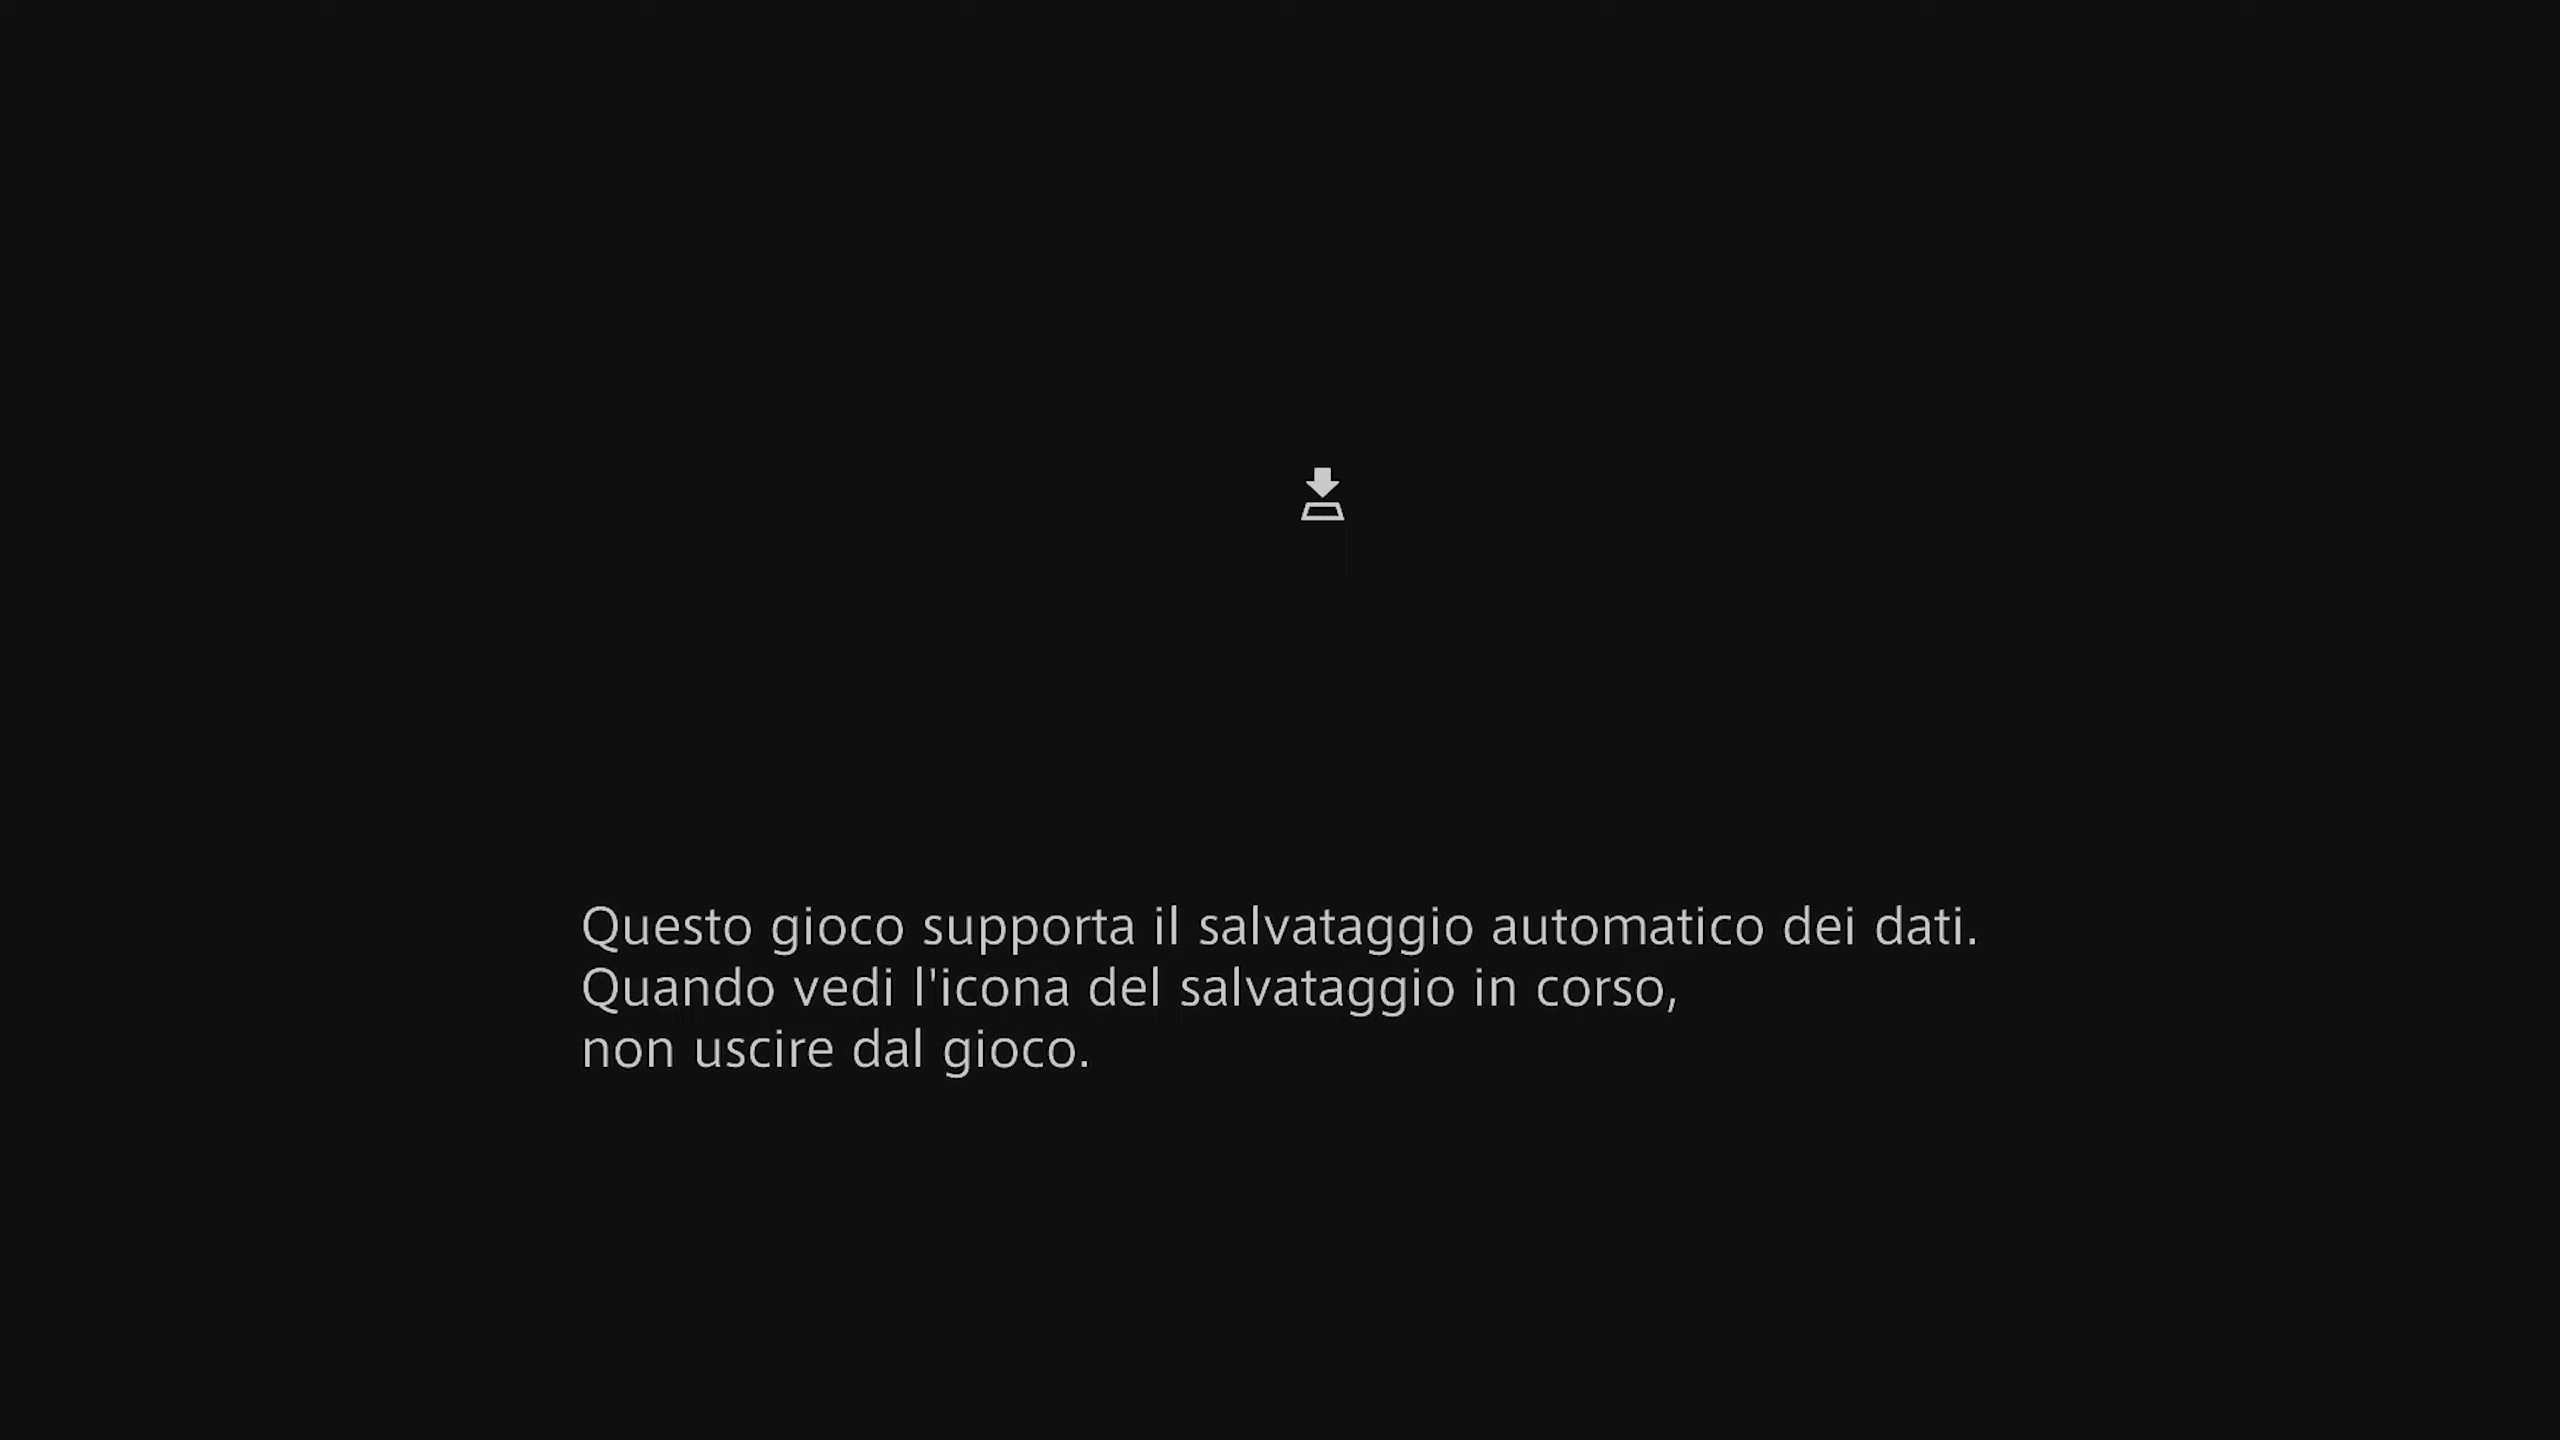 Questo gioco supporta il salvataggio automatico dei dati.
Quando vedi l'icona del salvataggio in corso,
non uscire dal gioco.